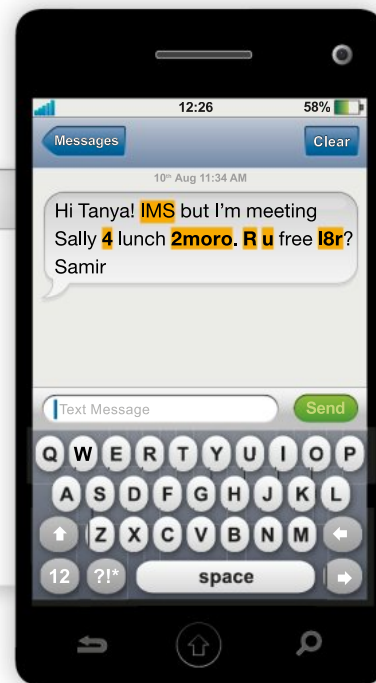 12:26 58%
Messages Clear
10th Aug 11:34 AM
Hi Tanya! IMS but I'm meeting
Sally 4 lunch 2moro. R u free l8r?
Samir
Text Message Send
Q W E R T Y U I O P
A S D F G H J K L
Z X C V B N M
12 ?!* space